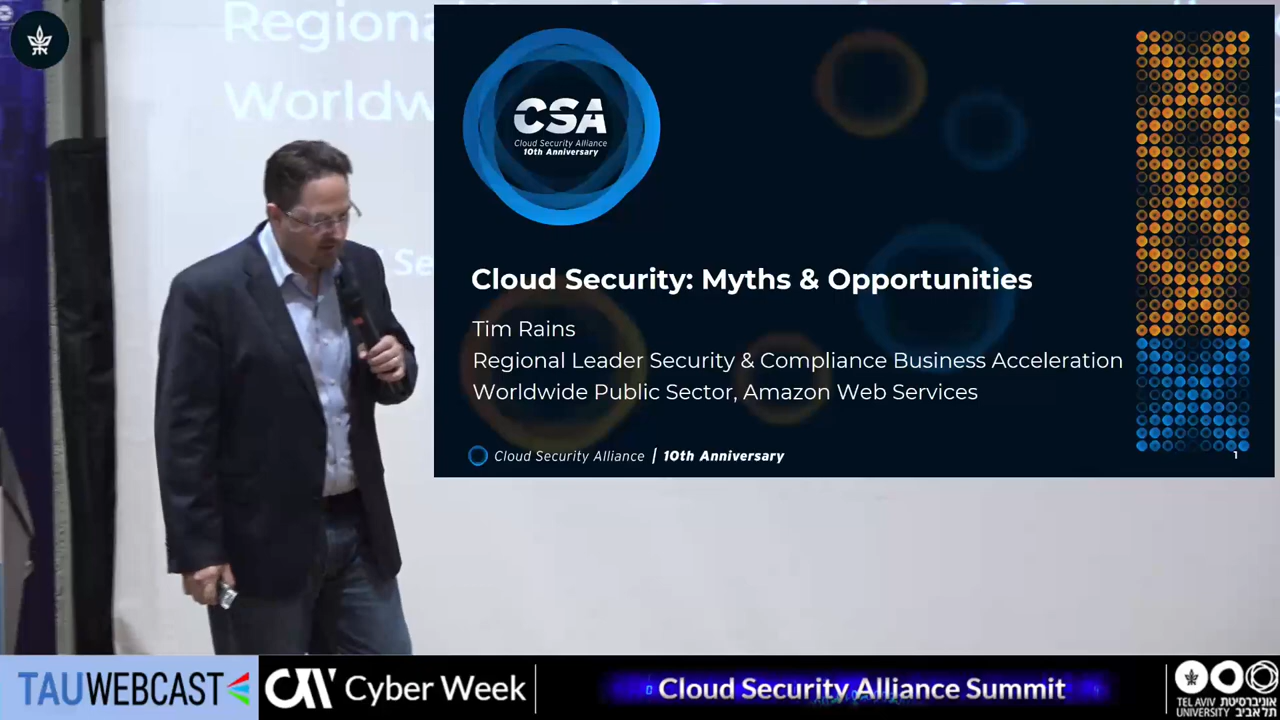 Regiona
Worldw
Se
CSA
Cloud Security Alliance
10th Anniversary
Cloud Security: Myths & Opportunities
Tim Rains
Regional Leader Security & Compliance Business Acceleration
Worldwide Public Sector, Amazon Web Services
Cloud Security Alliance | 10th Anniversary
1
TAUWEBCAST
Cyber Week
Cloud Security Alliance Summit
TEL AVIV אוניברסיטת
UNIVERSITY תל אביב